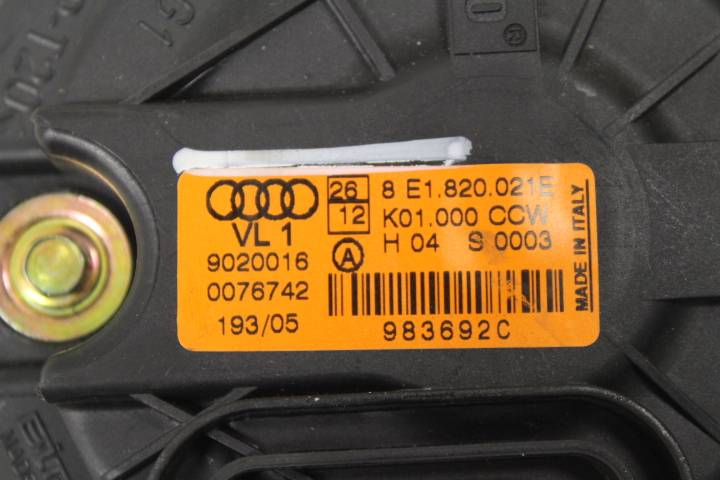 G1
®
26 8 E1.820.021E
12 K01.000 CCW
VL 1 H 04 S 0003
9020016 A
0076742
193/05 983692C
MADE IN ITALY